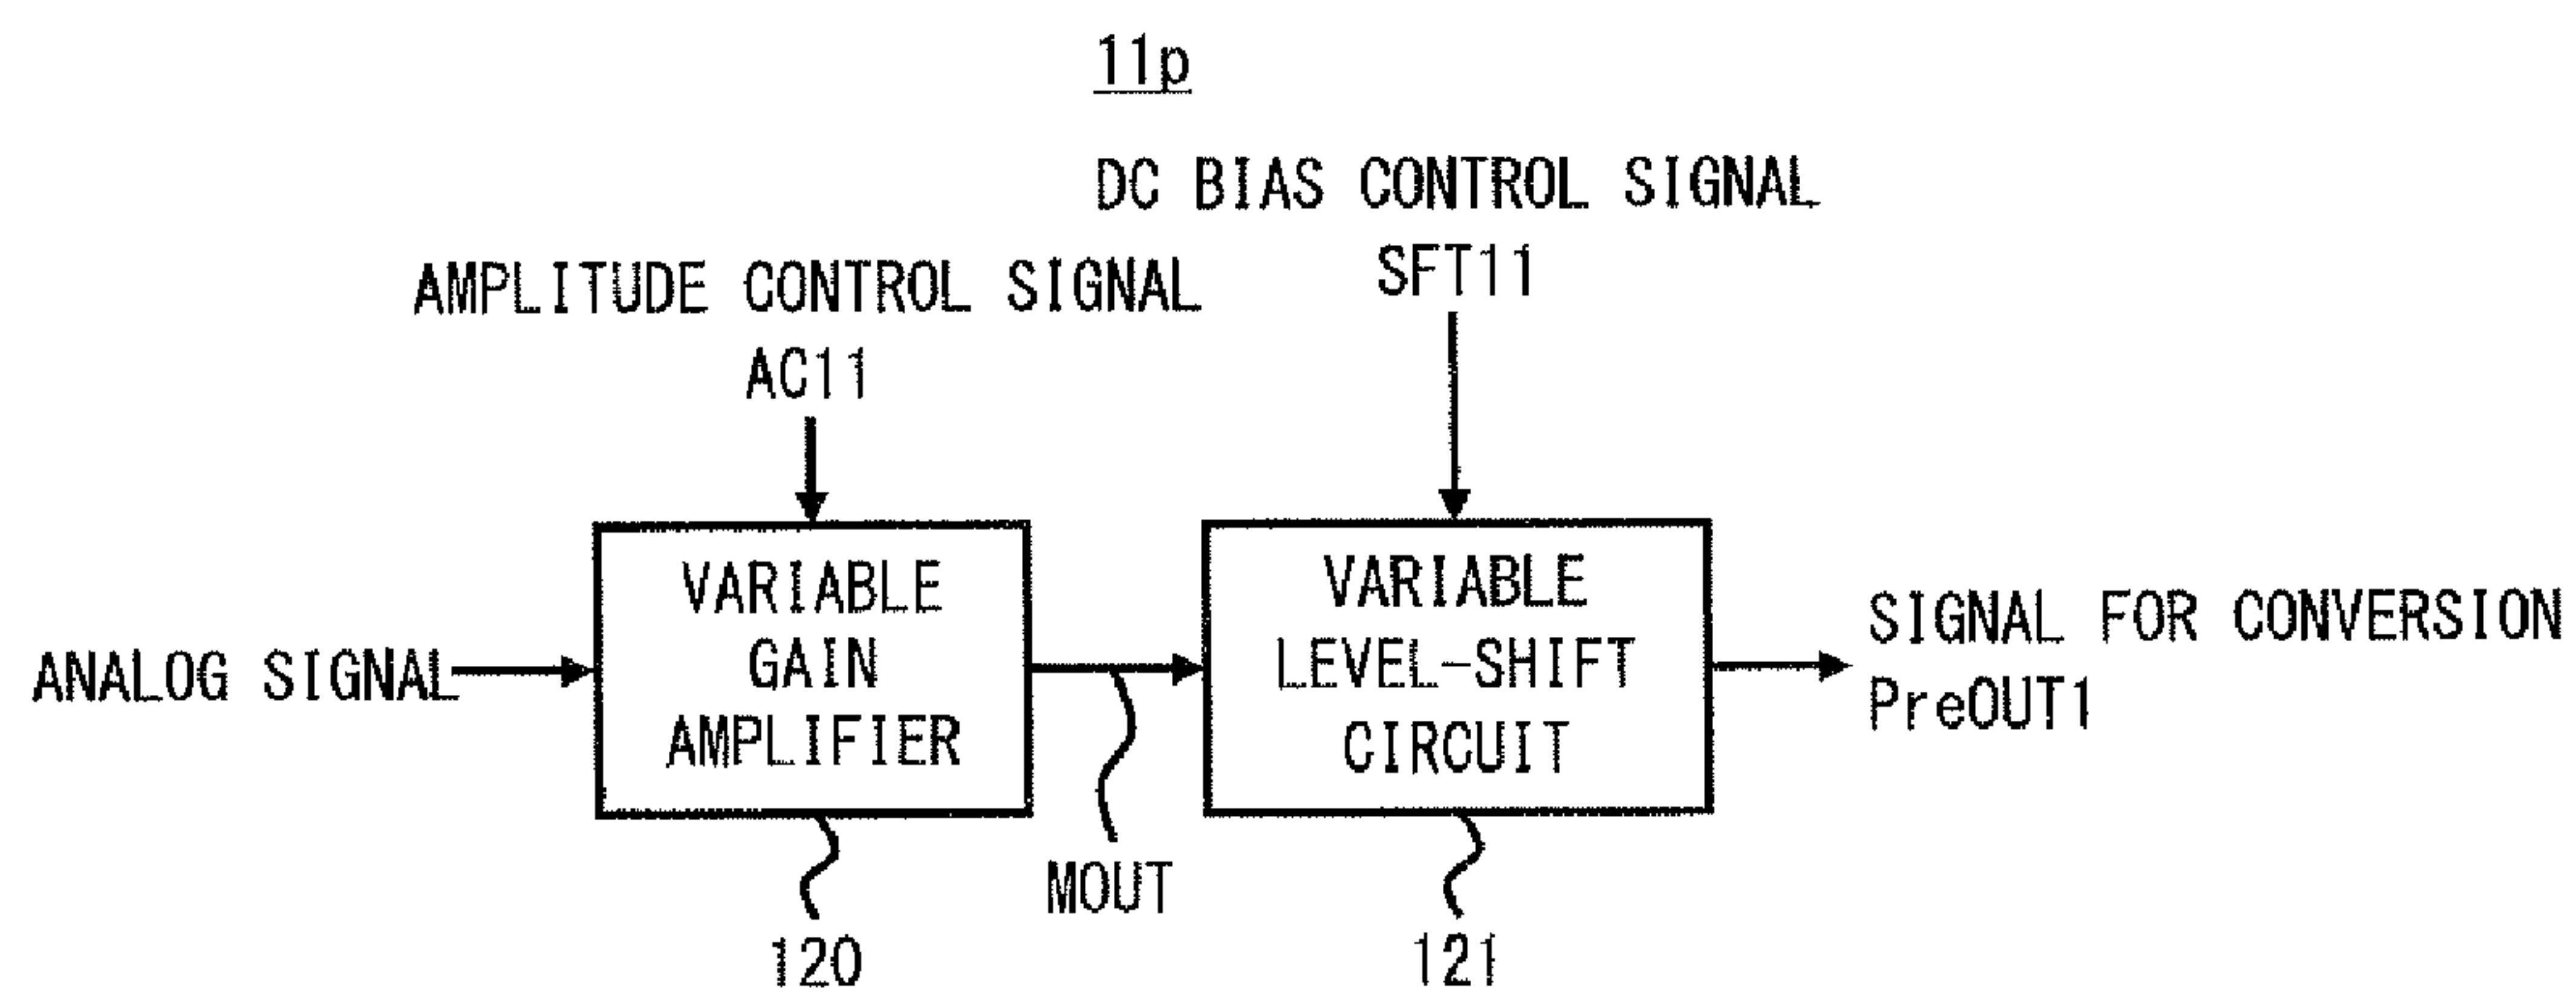 11p
DC BIAS CONTROL SIGNAL
SFT11
AMPLITUDE CONTROL SIGNAL
AC11
ANALOG SIGNAL
VARIABLE
GAIN
AMPLIFIER
VARIABLE
LEVEL-SHIFT
CIRCUIT
SIGNAL FOR CONVERSION
PreOUT1
MOUT
120
121